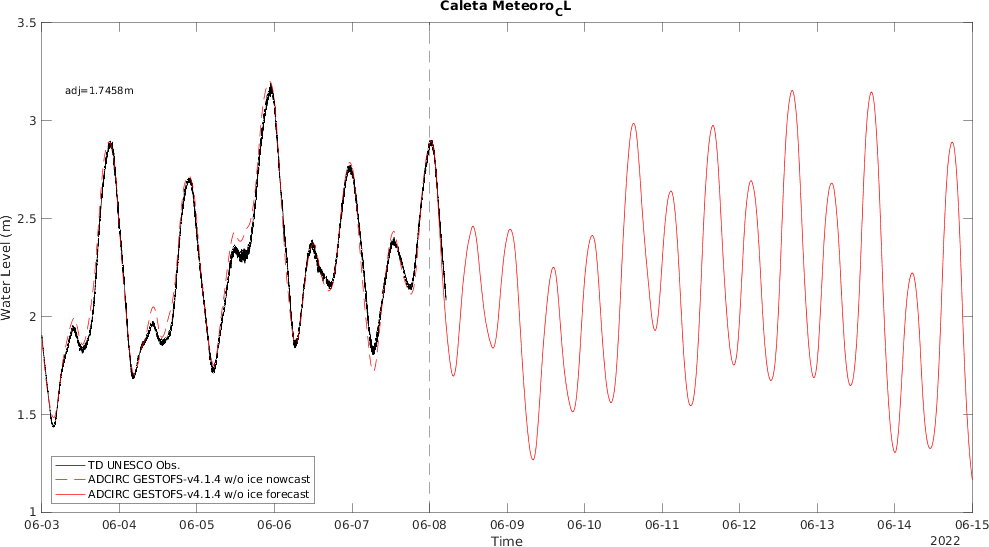 Caleta Meteoro_CL
adj=1.7458m
3.5
3
2.5
2
1.5
1
Water Level (m)
TD UNESCO Obs.
ADCIRC GESTOFS-v4.1.4 w/o ice nowcast
ADCIRC GESTOFS-v4.1.4 w/o ice forecast
06-03 06-04 06-05 06-06 06-07 06-08 06-09 06-10 06-11 06-12 06-13 06-14 06-15
Time
2022